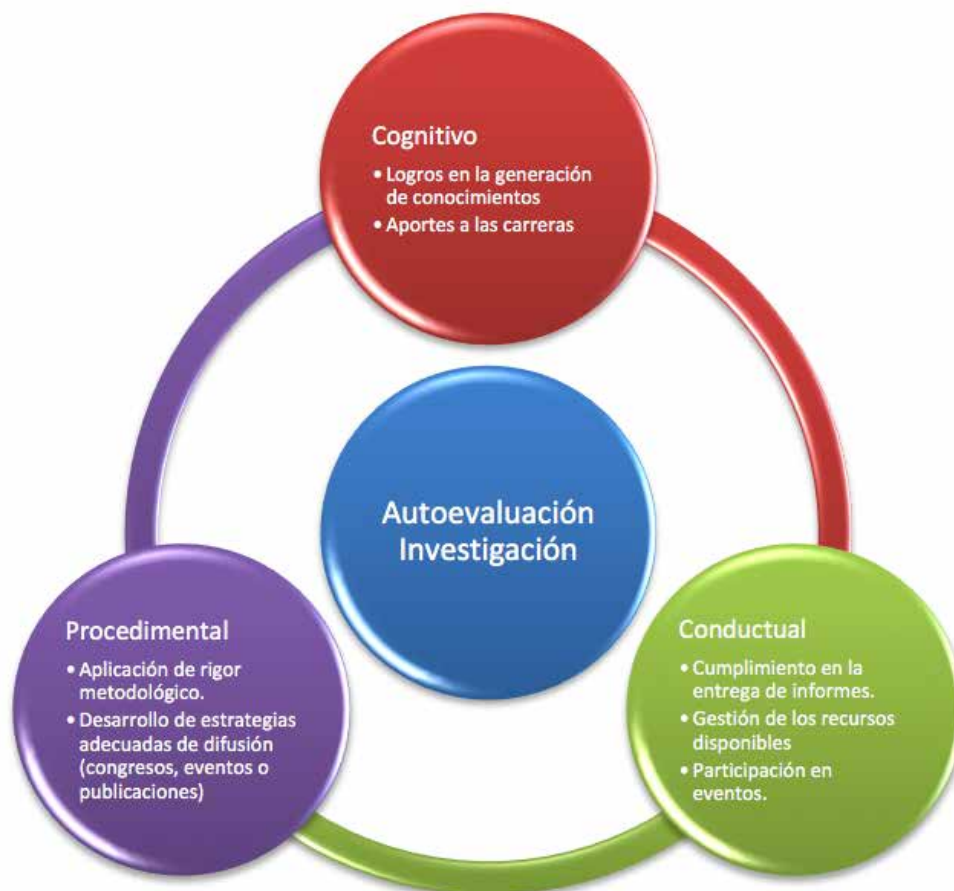 Cognitivo
• Logros en la generación
de conocimientos
• Aportes a las carreras
Autoevaluación
Investigación
Procedimental
• Aplicación de rigor
metodológico.
• Desarrollo de estrategias
adecuadas de difusión
(congresos, eventos o
publicaciones)
Conductual
• Cumplimiento en la
entrega de informes.
• Gestión de los recursos
disponibles
• Participación en
eventos.